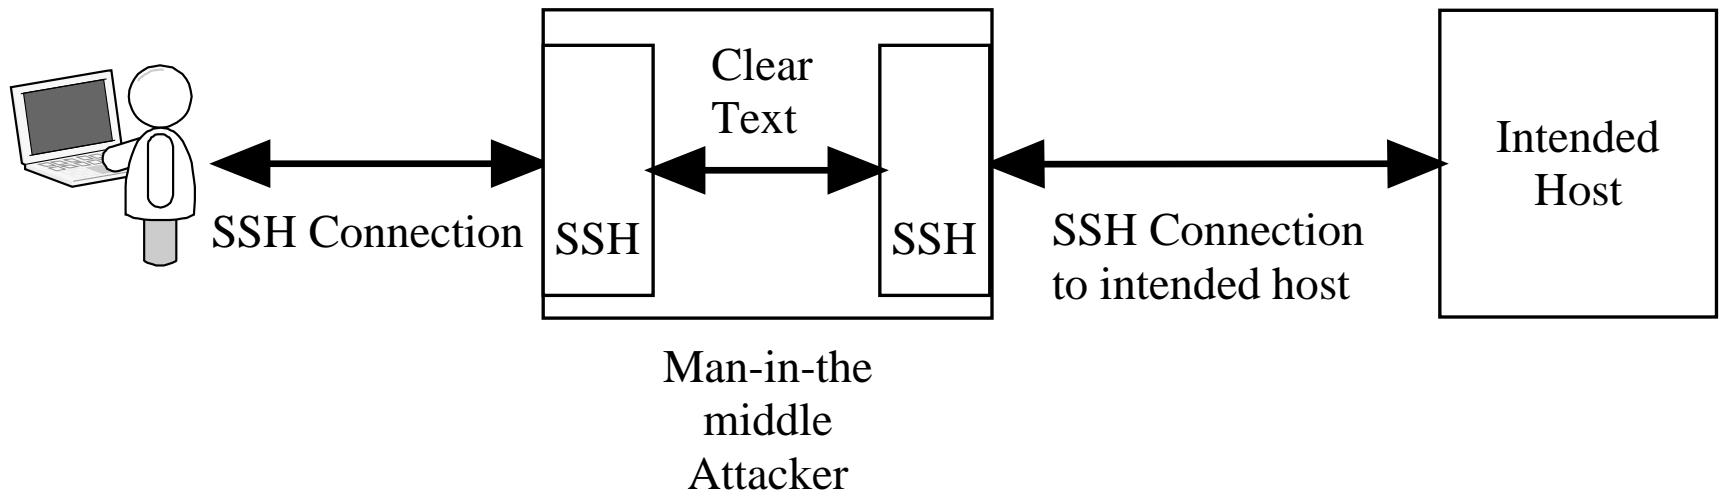 Clear
Text
SSH Connection
SSH
SSH
SSH Connection
to intended host
Intended
Host
Man-in-the
middle
Attacker